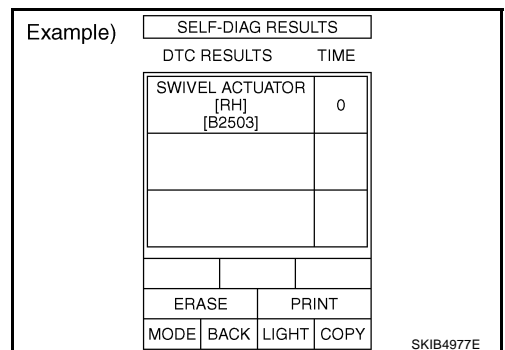 Example)
SELF-DIAG RESULTS
DTC RESULTS TIME
SWIVEL ACTUATOR
[RH]
[B2503]
0
ERASE PRINT
MODE BACK LIGHT COPY
SKIB4977E